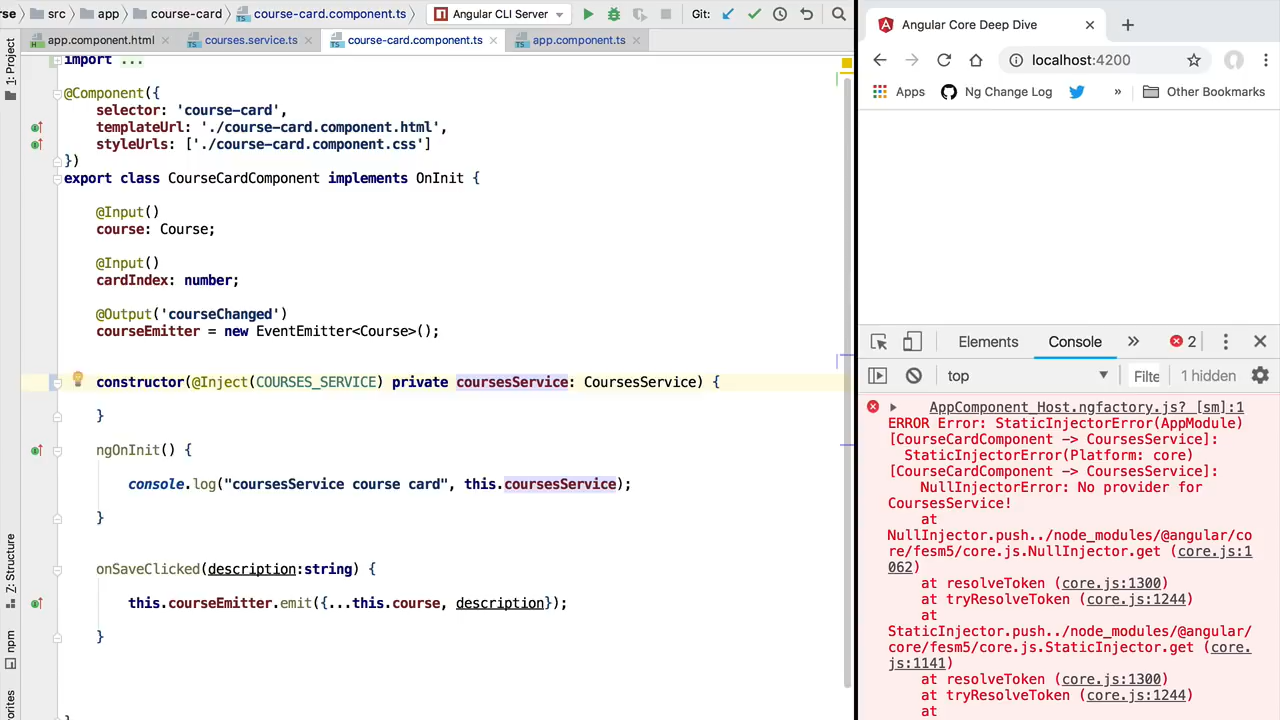 rse
src
app
course-card
course-card.component.ts
Angular CLI Server
Git:
app.component.html
courses.service.ts
course-card.component.ts
app.component.ts
1: Project
Z: Structure
npm
import ...
@Component({
selector: 'course-card',
templateUrl: './course-card.component.html',
styleUrls: ['./course-card.component.css']
})
export class CourseCardComponent implements OnInit {
@Input()
course: Course;
@Input()
cardIndex: number;
@Output('courseChanged')
courseEmitter = new EventEmitter<Course>();
constructor(@Inject(COURSES_SERVICE) private coursesService: CoursesService) {
}
ngOnInit() {
console.log("coursesService course card", this.coursesService);
}
onSaveClicked(description:string) {
this.courseEmitter.emit({...this.course, description});
}
Angular Core Deep Dive
localhost:4200
Apps
Ng Change Log
»
Other Bookmarks
Elements
Console
»
2
top
Filte
1 hidden
AppComponent_Host.ngfactory.js? [sm]:1
ERROR Error: StaticInjectorError(AppModule)
[CourseCardComponent -> CoursesService]:
StaticInjectorError(Platform: core)
[CourseCardComponent -> CoursesService]:
NullInjectorError: No provider for
CoursesService!
at
NullInjector.push../node_modules/@angular/co
re/fesm5/core.js.NullInjector.get (core.js:1
062)
at resolveToken (core.js:1300)
at tryResolveToken (core.js:1244)
at
StaticInjector.push../node_modules/@angular/
core/fesm5/core.js.StaticInjector.get (core.
js:1141)
at resolveToken (core.js:1300)
at tryResolveToken (core.js:1244)
at